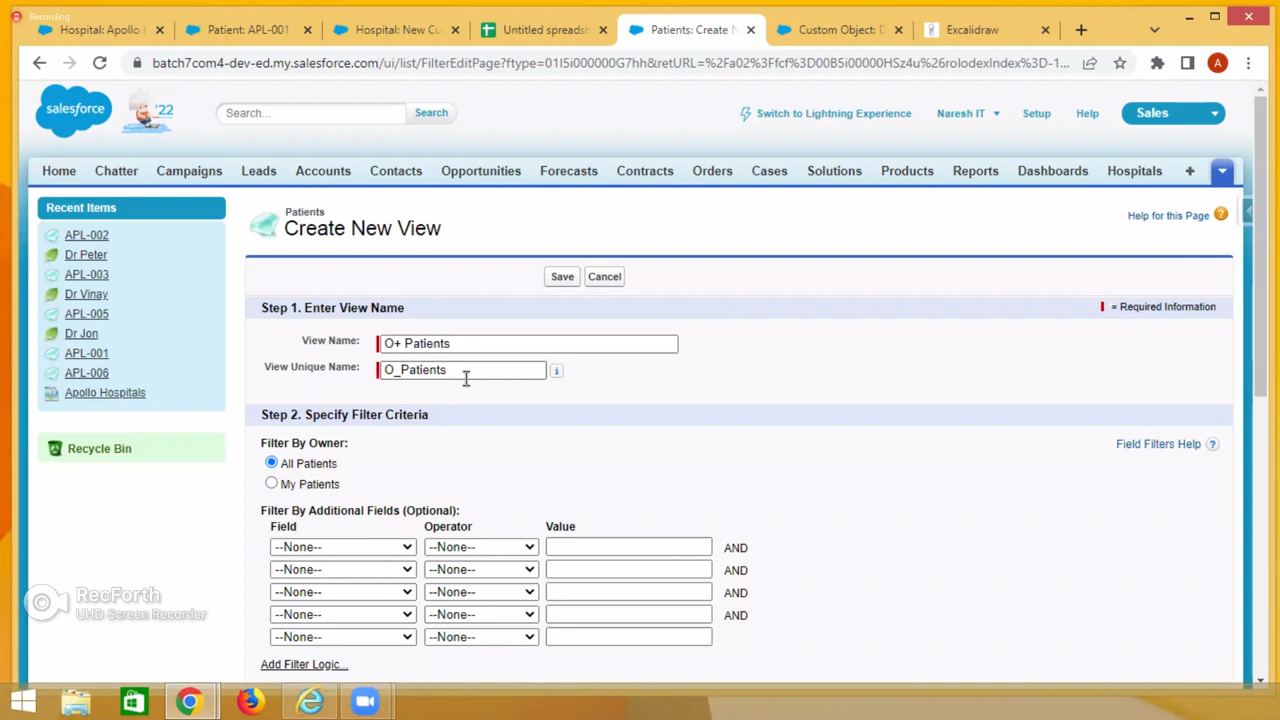 Recording
Hospital: Apollo H
Patient: APL-001
Hospital: New Cu
Untitled spreadsh
Patients: Create N
Custom Object: D
Excalidraw
batch7com4-dev-ed.my.salesforce.com/ui/list/FilterEditPage?ftype=01I5i000000G7hh&retURL=%2Fa02%3Ffcf%3D00B5i00000HSz4u%26rolodexIndex%3D-1...
A
salesforce
'22
Search...
Search
Switch to Lightning Experience
Naresh IT
Setup
Help
Sales
Home
Chatter
Campaigns
Leads
Accounts
Contacts
Opportunities
Forecasts
Contracts
Orders
Cases
Solutions
Products
Reports
Dashboards
Hospitals
+
Recent Items
APL-002
Dr Peter
APL-003
Dr Vinay
APL-005
Dr Jon
APL-001
APL-006
Apollo Hospitals
Recycle Bin
Patients
Create New View
Help for this Page ?
Save Cancel
Step 1. Enter View Name
= Required Information
View Name: O+ Patients
View Unique Name: O_Patients i
Step 2. Specify Filter Criteria
Filter By Owner:
Field Filters Help ?
All Patients
My Patients
Filter By Additional Fields (Optional):
Field Operator Value
--None-- --None-- AND
--None-- --None-- AND
--None-- --None-- AND
--None-- --None-- AND
--None-- --None--
Add Filter Logic...
RecForth
UHD Screen Recorder